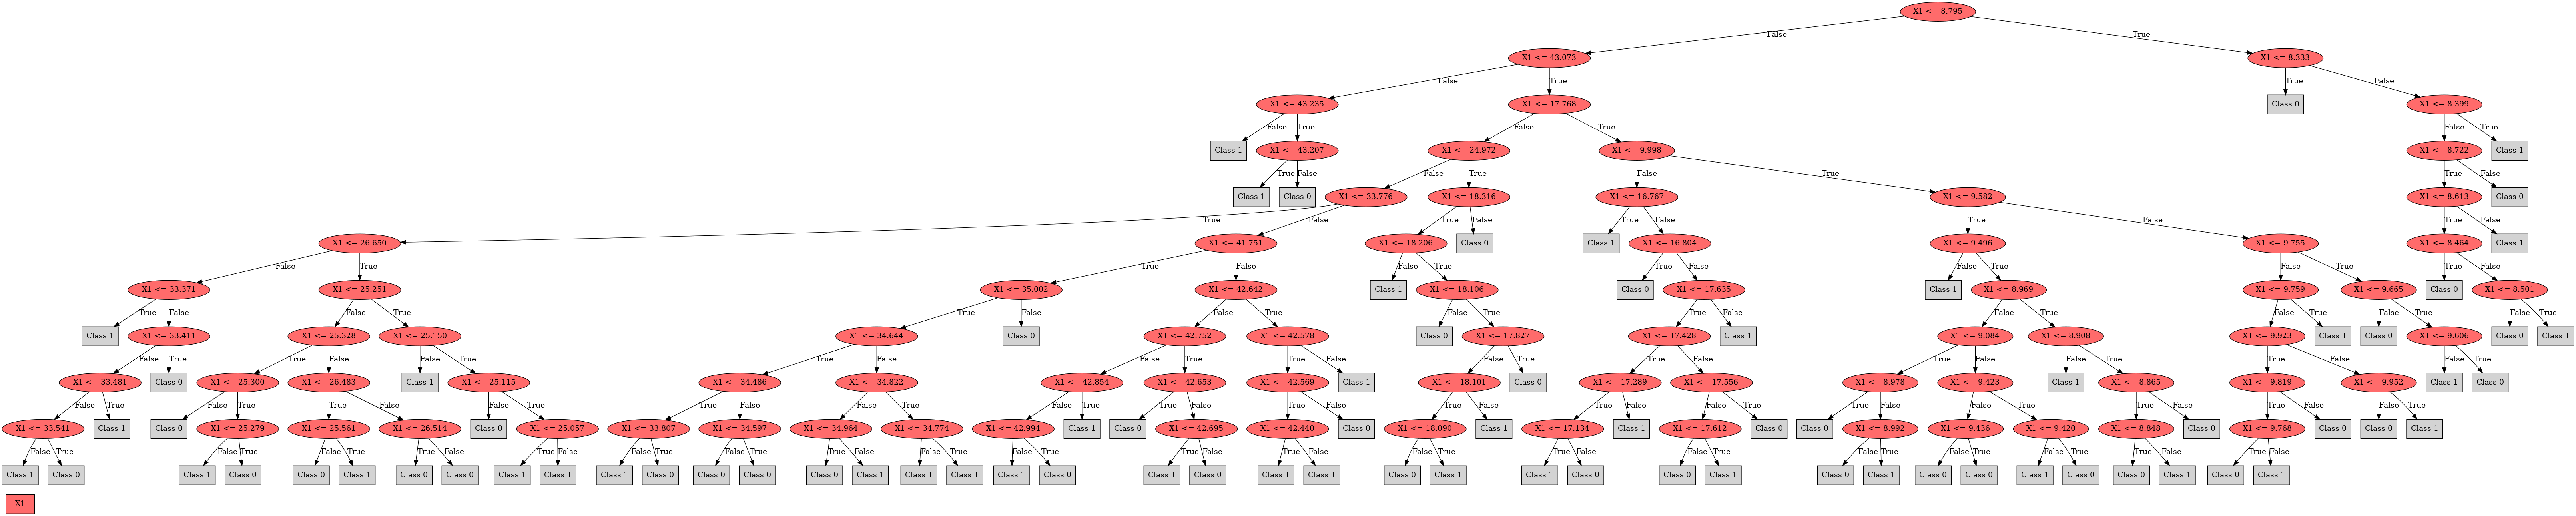 X1 <= 8.795
False True
X1 <= 43.073 X1 <= 8.333
False True True False
X1 <= 43.235 X1 <= 17.768 Class 0 X1 <= 8.399
False True False True False True
Class 1 X1 <= 43.207 X1 <= 24.972 X1 <= 9.998 X1 <= 8.722 Class 1
True False False True False True True False
Class 1 Class 0 X1 <= 33.776 X1 <= 18.316 X1 <= 16.767 X1 <= 9.582 X1 <= 8.613 Class 0
True False True False True False True False True False
X1 <= 26.650 X1 <= 41.751 X1 <= 18.206 Class 0 Class 1 X1 <= 16.804 X1 <= 9.496 X1 <= 9.755 X1 <= 8.464 Class 1
False True True False False True True False False True False True True False
X1 <= 33.371 X1 <= 25.251 X1 <= 35.002 X1 <= 42.642 Class 1 X1 <= 18.106 Class 0 X1 <= 17.635 Class 1 X1 <= 8.969 X1 <= 9.759 X1 <= 9.665 Class 0 X1 <= 8.501
True False False True True False False True False True True False False True False True False True False True
Class 1 X1 <= 33.411 X1 <= 25.328 X1 <= 25.150 X1 <= 34.644 Class 0 X1 <= 42.752 X1 <= 42.578 Class 0 X1 <= 17.827 X1 <= 17.428 Class 1 X1 <= 9.084 X1 <= 8.908 X1 <= 9.923 Class 1 Class 0 X1 <= 9.606 Class 0 Class 1
False True True False False True True False False True True False False True True False True False False True True False False True
X1 <= 33.481 Class 0 X1 <= 25.300 X1 <= 26.483 Class 1 X1 <= 25.115 X1 <= 34.486 X1 <= 34.822 X1 <= 42.854 X1 <= 42.653 X1 <= 42.569 Class 1 X1 <= 18.101 Class 0 X1 <= 17.289 X1 <= 17.556 X1 <= 8.978 X1 <= 9.423 Class 1 X1 <= 8.865 X1 <= 9.819 X1 <= 9.952 Class 1 Class 0
False True False True True False False True True False False True False True True False True False True False True False False True True False False True True False True False False True
X1 <= 33.541 Class 1 Class 0 X1 <= 25.279 X1 <= 25.561 X1 <= 26.514 Class 0 X1 <= 25.057 X1 <= 33.807 X1 <= 34.597 X1 <= 34.964 X1 <= 34.774 X1 <= 42.994 Class 1 Class 0 X1 <= 42.695 X1 <= 42.440 Class 0 X1 <= 18.090 Class 1 X1 <= 17.134 Class 1 X1 <= 17.612 Class 0 Class 0 X1 <= 8.992 X1 <= 9.436 X1 <= 9.420 X1 <= 8.848 Class 0 X1 <= 9.768 Class 0 Class 0 Class 1
False True False True False True True False True False False True False True True False False True False True True False True False False True True False False True False True False True False True True False True False
Class 1 Class 0 Class 1 Class 0 Class 0 Class 1 Class 0 Class 0 Class 1 Class 1 Class 1 Class 0 Class 0 Class 0 Class 0 Class 1 Class 1 Class 1 Class 1 Class 0 Class 1 Class 0 Class 1 Class 1 Class 0 Class 1 Class 1 Class 0 Class 0 Class 1 Class 0 Class 1 Class 0 Class 0 Class 1 Class 0 Class 0 Class 1 Class 0 Class 1
X1